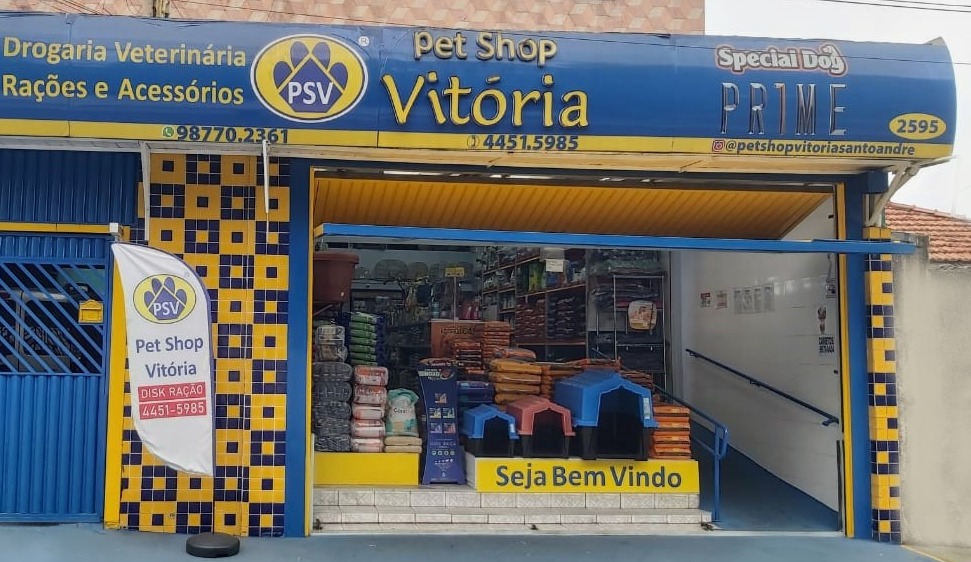 Drogaria Veterinária
Rações e Acessórios
PSV
®
Pet Shop
Vitória
98770.2361
4451.5985
Special Dog
PR1ME
2595
@petshopvitoriasantoandre
PSV
Pet Shop
Vitória
DISK RAÇÃO
4451-5985
Seja Bem Vindo